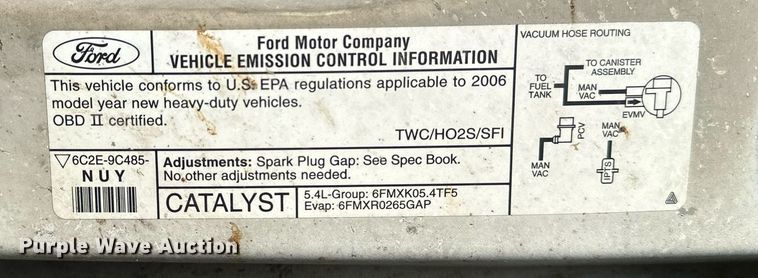 Ford
Ford Motor Company
VEHICLE EMISSION CONTROL INFORMATION
This vehicle conforms to U.S. EPA regulations applicable to 2006
model year new heavy-duty vehicles.
OBD II certified.
TWC/HO2S/SFI
6C2E-9C485-
NUY
Adjustments: Spark Plug Gap: See Spec Book.
No other adjustments needed.
CATALYST
5.4L-Group: 6FMXK05.4TF5
Evap: 6FMXR0265GAP
VACUUM HOSE ROUTING
TO CANISTER
ASSEMBLY
TO
FUEL
TANK
MAN
VAC
EVMV
PCV
MAN
VAC
MAN
VAC
IPTS
Purple Wave Auction